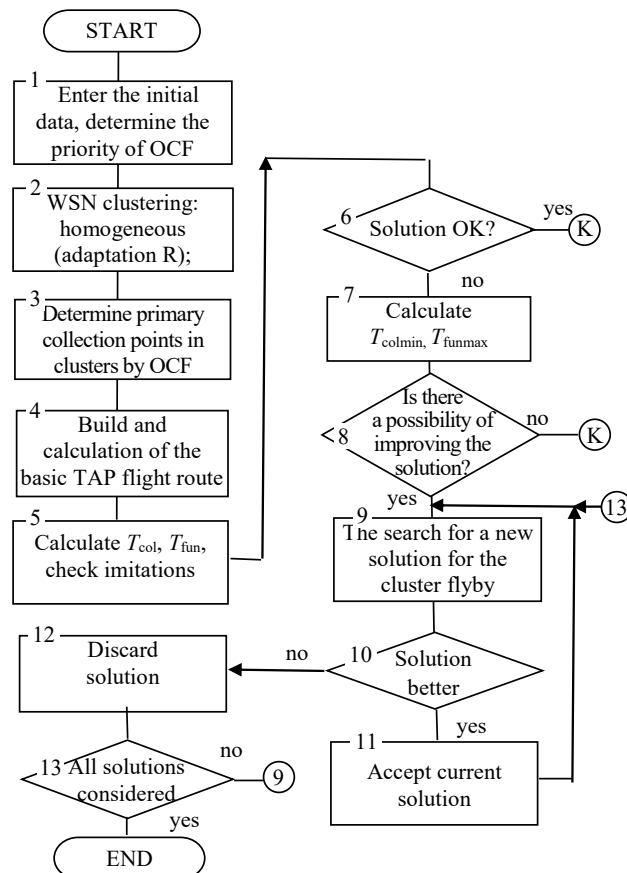 START
1
Enter the initial
data, determine the
priority of OCF
2
WSN clustering:
homogeneous
(adaptation R);
3
Determine primary
collection points in
clusters by OCF
4
Build and
calculation of the
basic TAP flight route
5
Calculate Tcol, Tfun,
check imitations
6
Solution OK?
yes
K
no
7
Calculate
Tcolmin, Tfunmax
8
Is there
a possibility of
improving the
solution?
no
K
yes
13
9
The search for a new
solution for the
cluster flyby
10
Solution
better
no
yes
11
Accept current
solution
12
Discard
solution
13
All solutions
considered
no
9
yes
END